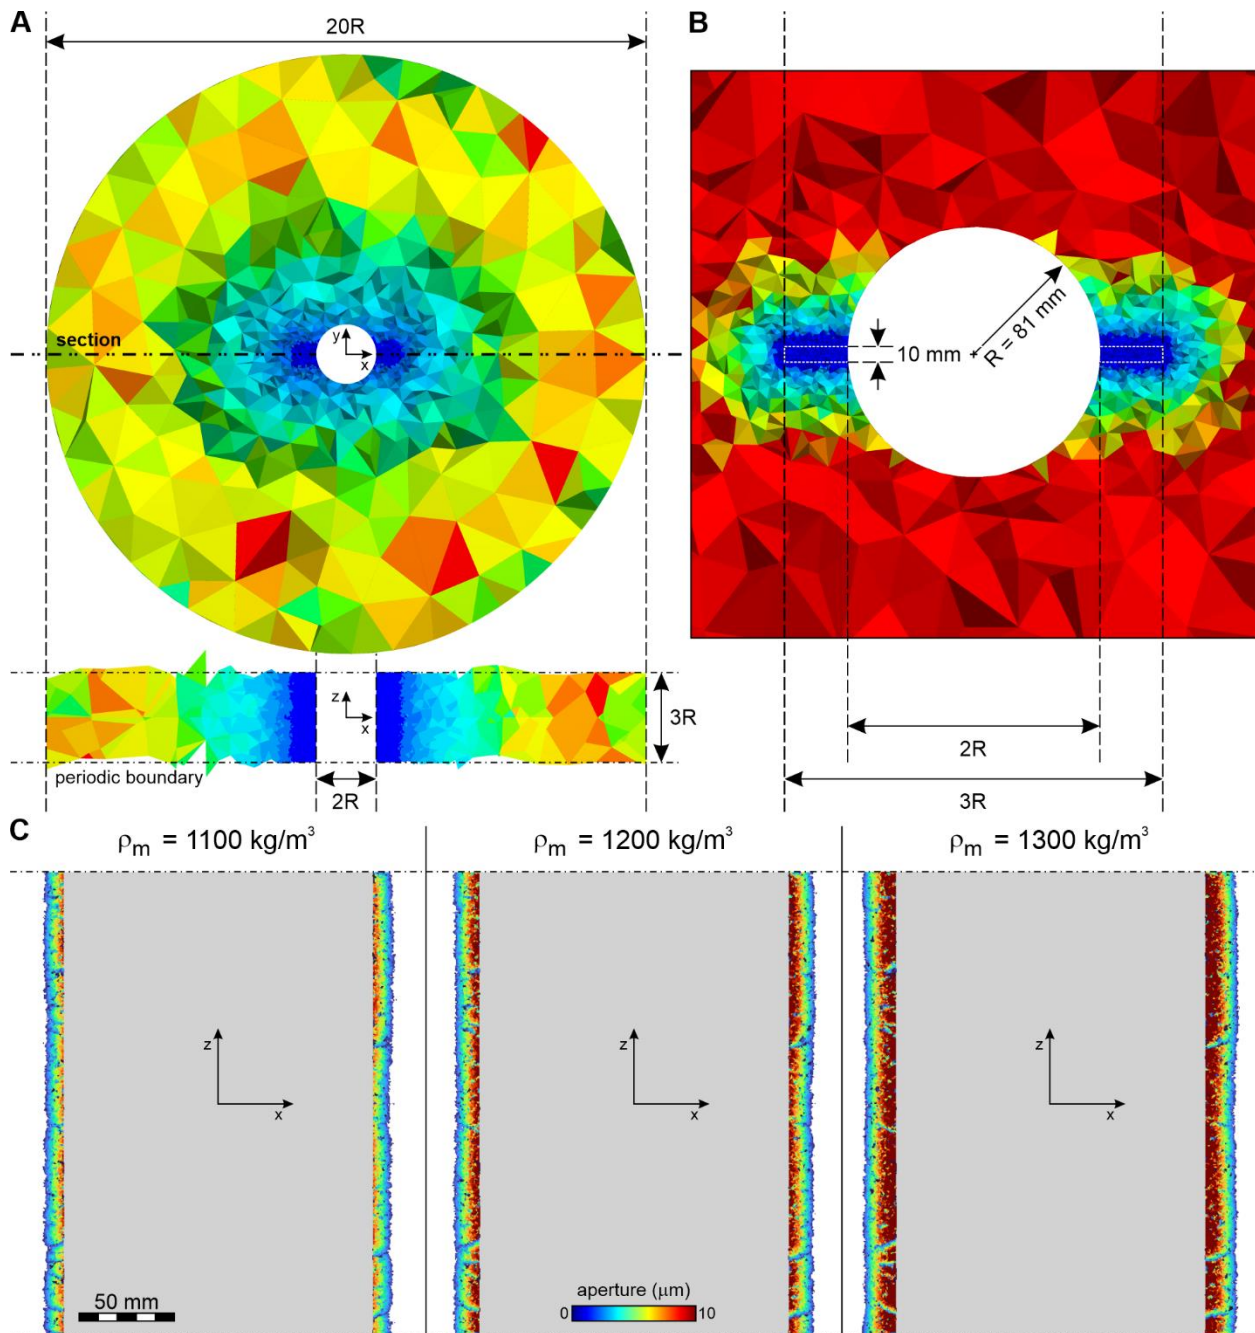 A
20R
B
section
y
x
10 mm
R = 81 mm
z
x
3R
periodic boundary
2R
2R
3R
C
ρm = 1100 kg/m³
ρm = 1200 kg/m³
ρm = 1300 kg/m³
z
x
z
x
z
x
50 mm
aperture (μm)
0
10